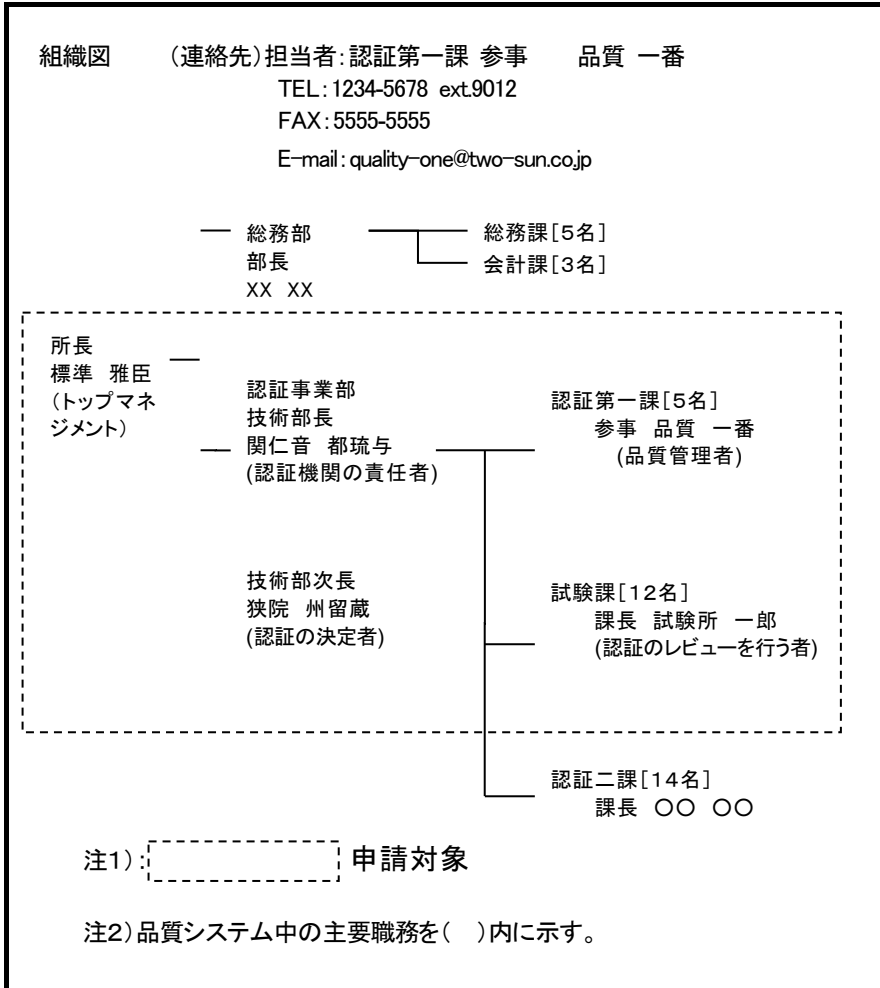 組織図 （連絡先）担当者：認証第一課 参事 品質 一番
TEL：1234-5678 ext.9012
FAX：5555-5555
E-mail：quality-one@two-sun.co.jp
総務部
部長
XX XX
総務課［５名］
会計課［３名］
所長
標準 雅臣
（トップマネ
ジメント）
認証事業部
技術部長
関仁音 都琉与
(認証機関の責任者)
認証第一課［５名］
参事 品質 一番
(品質管理者)
技術部次長
狭院 州留蔵
(認証の決定者)
試験課［１２名］
課長 試験所 一郎
(認証のレビューを行う者)
認証二課［１４名］
課長 〇〇 〇〇
注１）： 申請対象
注２）品質システム中の主要職務を（ ）内に示す。